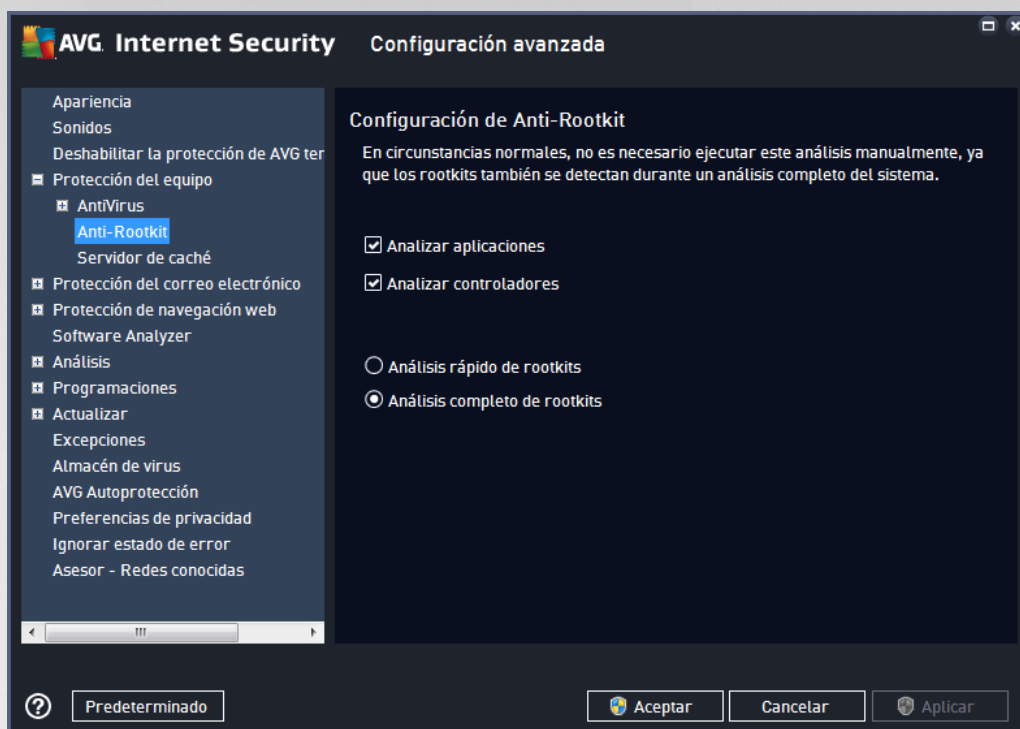 AVG. Internet Security
Configuración avanzada
Apariencia
Sonidos
Deshabilitar la protección de AVG ter
Protección del equipo
AntiVirus
Anti-Rootkit
Servidor de caché
Protección del correo electrónico
Protección de navegación web
Software Analyzer
Análisis
Programaciones
Actualizar
Excepciones
Almacén de virus
AVG Autoprotección
Preferencias de privacidad
Ignorar estado de error
Asesor - Redes conocidas
Configuración de Anti-Rootkit
En circunstancias normales, no es necesario ejecutar este análisis manualmente, ya
que los rootkits también se detectan durante un análisis completo del sistema.
Analizar aplicaciones
Analizar controladores
Análisis rápido de rootkits
Análisis completo de rootkits
?
Predeterminado
Aceptar
Cancelar
Aplicar